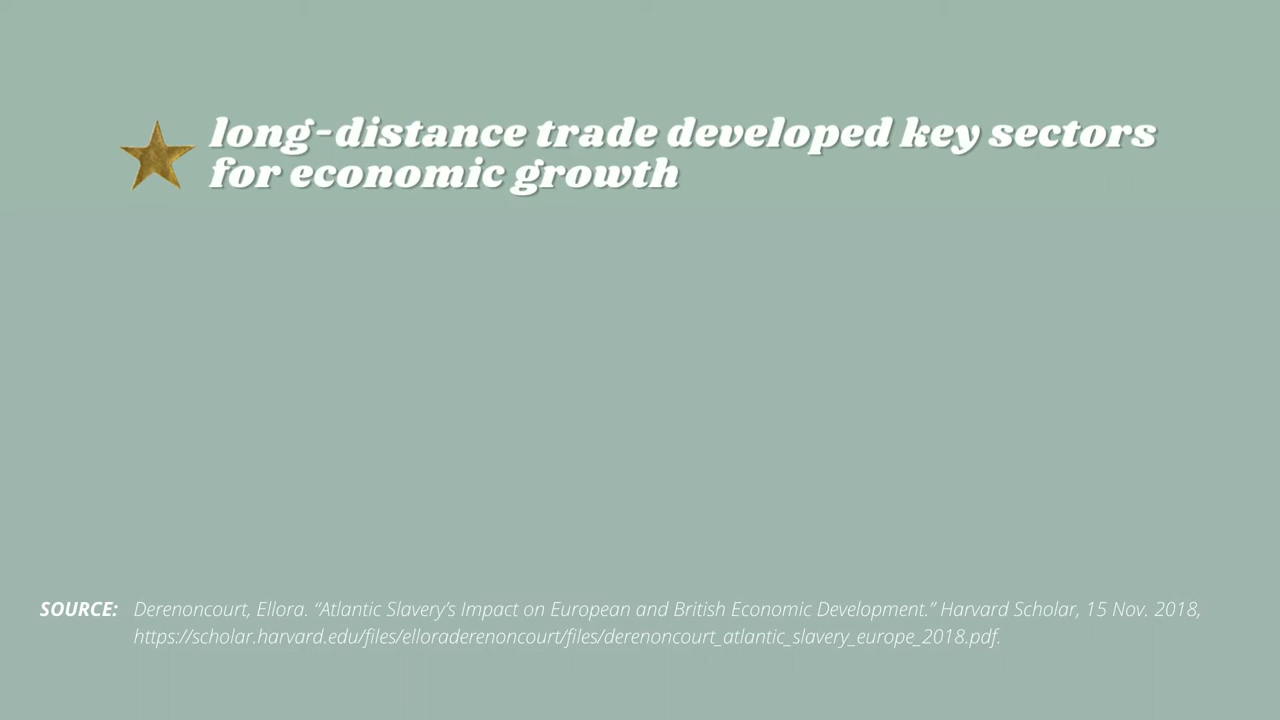 long-distance trade developed key sectors
for economic growth
SOURCE: Derenoncourt, Ellora. “Atlantic Slavery’s Impact on European and British Economic Development.” Harvard Scholar, 15 Nov. 2018,
https://scholar.harvard.edu/files/elloraderenoncourt/files/derenoncourt_atlantic_slavery_europe_2018.pdf.